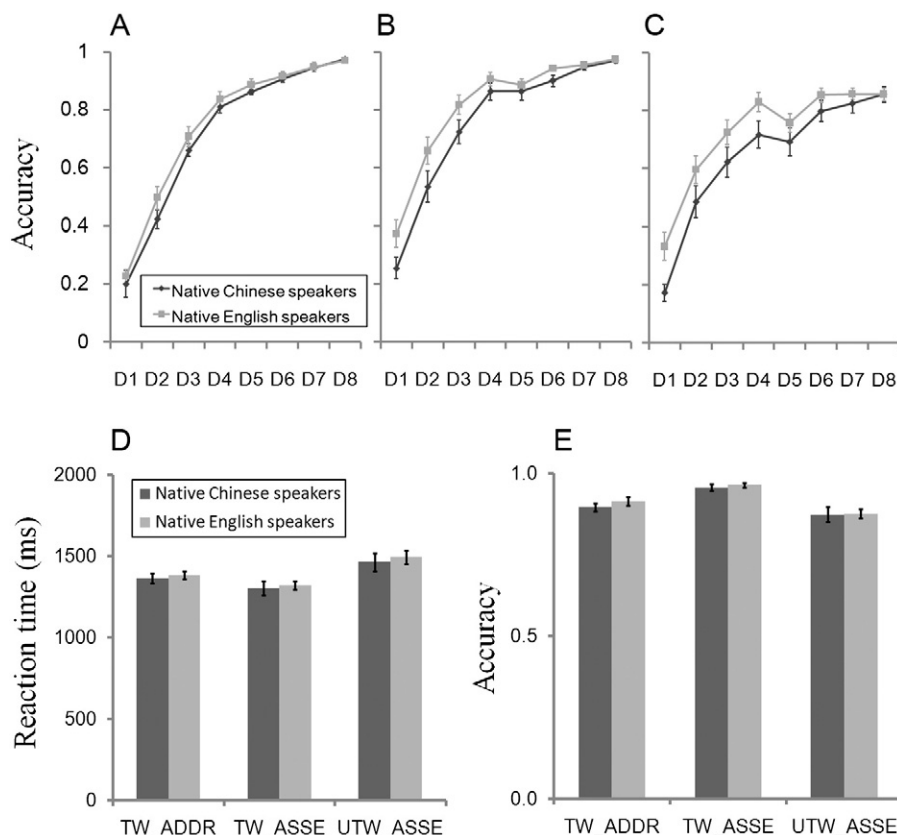 A B C
1
0.8
0.6
0.4
0.2
0
Accuracy
Native Chinese speakers
Native English speakers
D1 D2 D3 D4 D5 D6 D7 D8
D1 D2 D3 D4 D5 D6 D7 D8
D1 D2 D3 D4 D5 D6 D7 D8
D
2000
1500
1000
500
0
Reaction time (ms)
Native Chinese speakers
Native English speakers
TW ADDR TW ASSE UTW ASSE
E
1.0
0.5
0.0
Accuracy
TW ADDR TW ASSE UTW ASSE